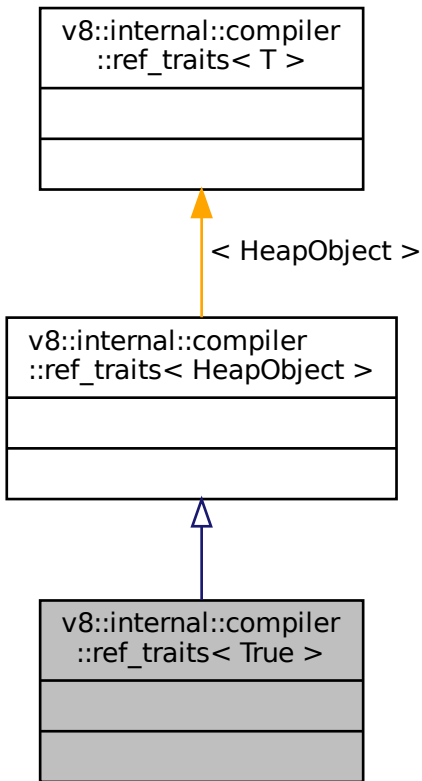 v8::internal::compiler
::ref_traits< T >
< HeapObject >
v8::internal::compiler
::ref_traits< HeapObject >
v8::internal::compiler
::ref_traits< True >